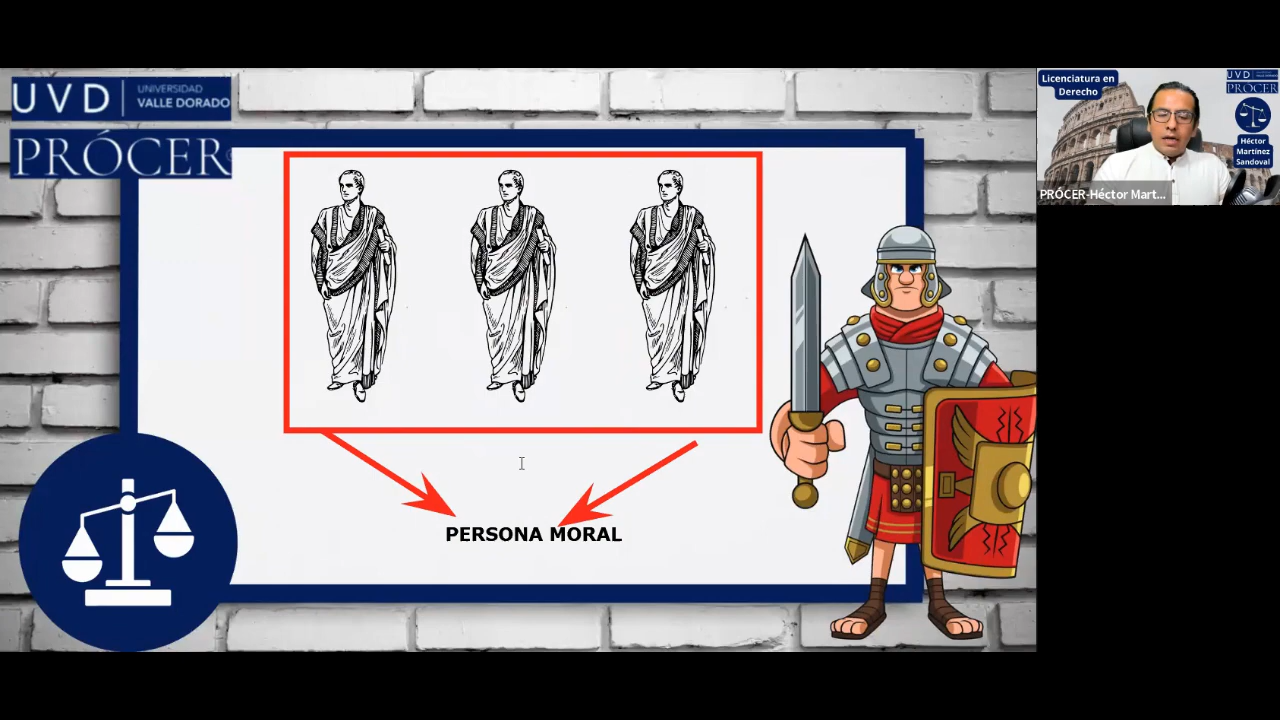 UVD
UNIVERSIDAD
VALLE DORADO
PRÓCER
PERSONA MORAL
Licenciatura en
Derecho
UVD
PRÓCER
Héctor
Martínez
Sandoval
PRÓCER-Héctor Mart...